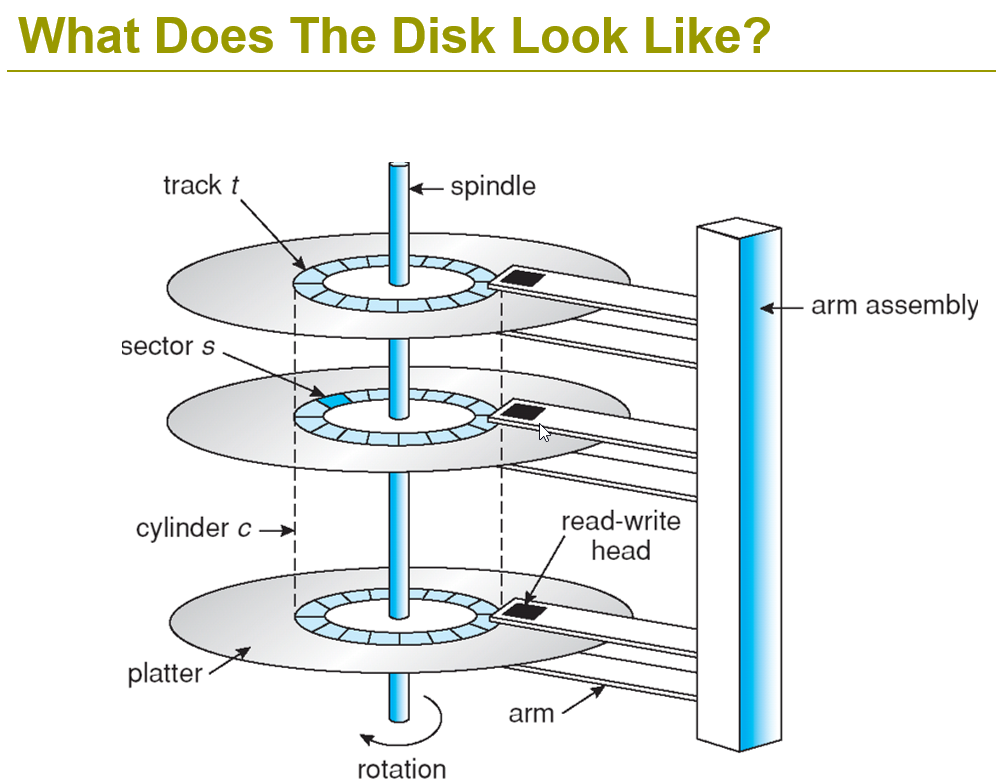 What Does The Disk Look Like?
track t
spindle
arm assembly
sector s
cylinder c
read-write
head
platter
arm
rotation